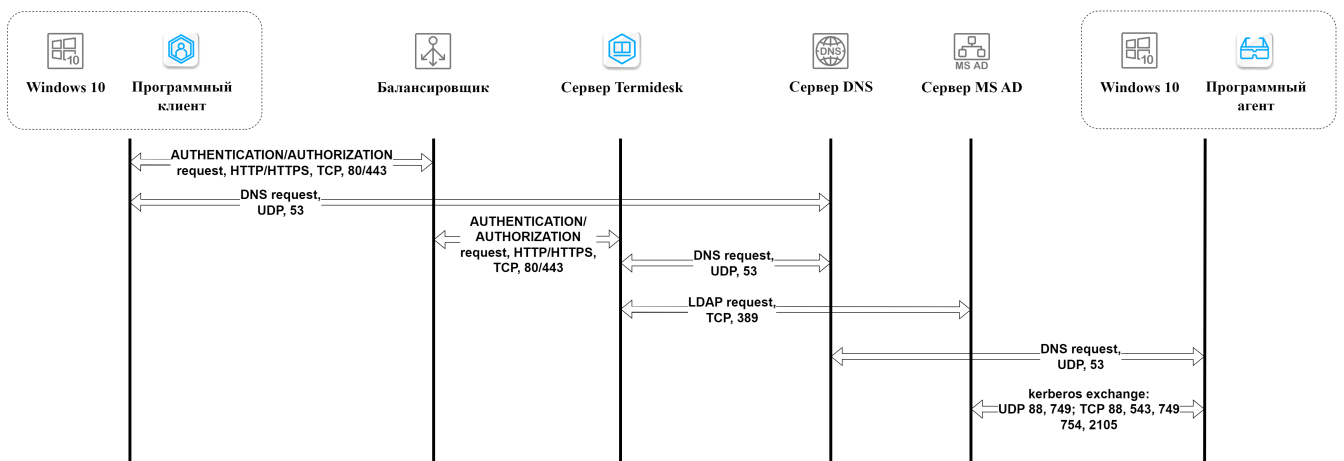 10
DNS
MS AD
10
Windows 10
Программный
клиент
Балансировщик
Сервер Termidesk
Сервер DNS
Сервер MS AD
Windows 10
Программный
агент
AUTHENTICATION/AUTHORIZATION
request, HTTP/HTTPS, TCP, 80/443
DNS request,
UDP, 53
AUTHENTICATION/
AUTHORIZATION
request, HTTP/HTTPS,
TCP, 80/443
DNS request,
UDP, 53
LDAP request,
TCP, 389
DNS request,
UDP, 53
kerberos exchange:
UDP 88, 749; TCP 88, 543, 749
754, 2105